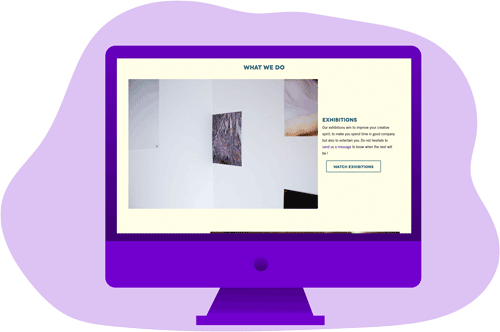 WHAT WE DO
EXHIBITIONS
Our exhibitions aim to improve your creative
spirit, to make you spend time in good company
but also to entertain you. Do not hesitate to
send us a message to know when the next will
be !
WATCH EXHIBITIONS